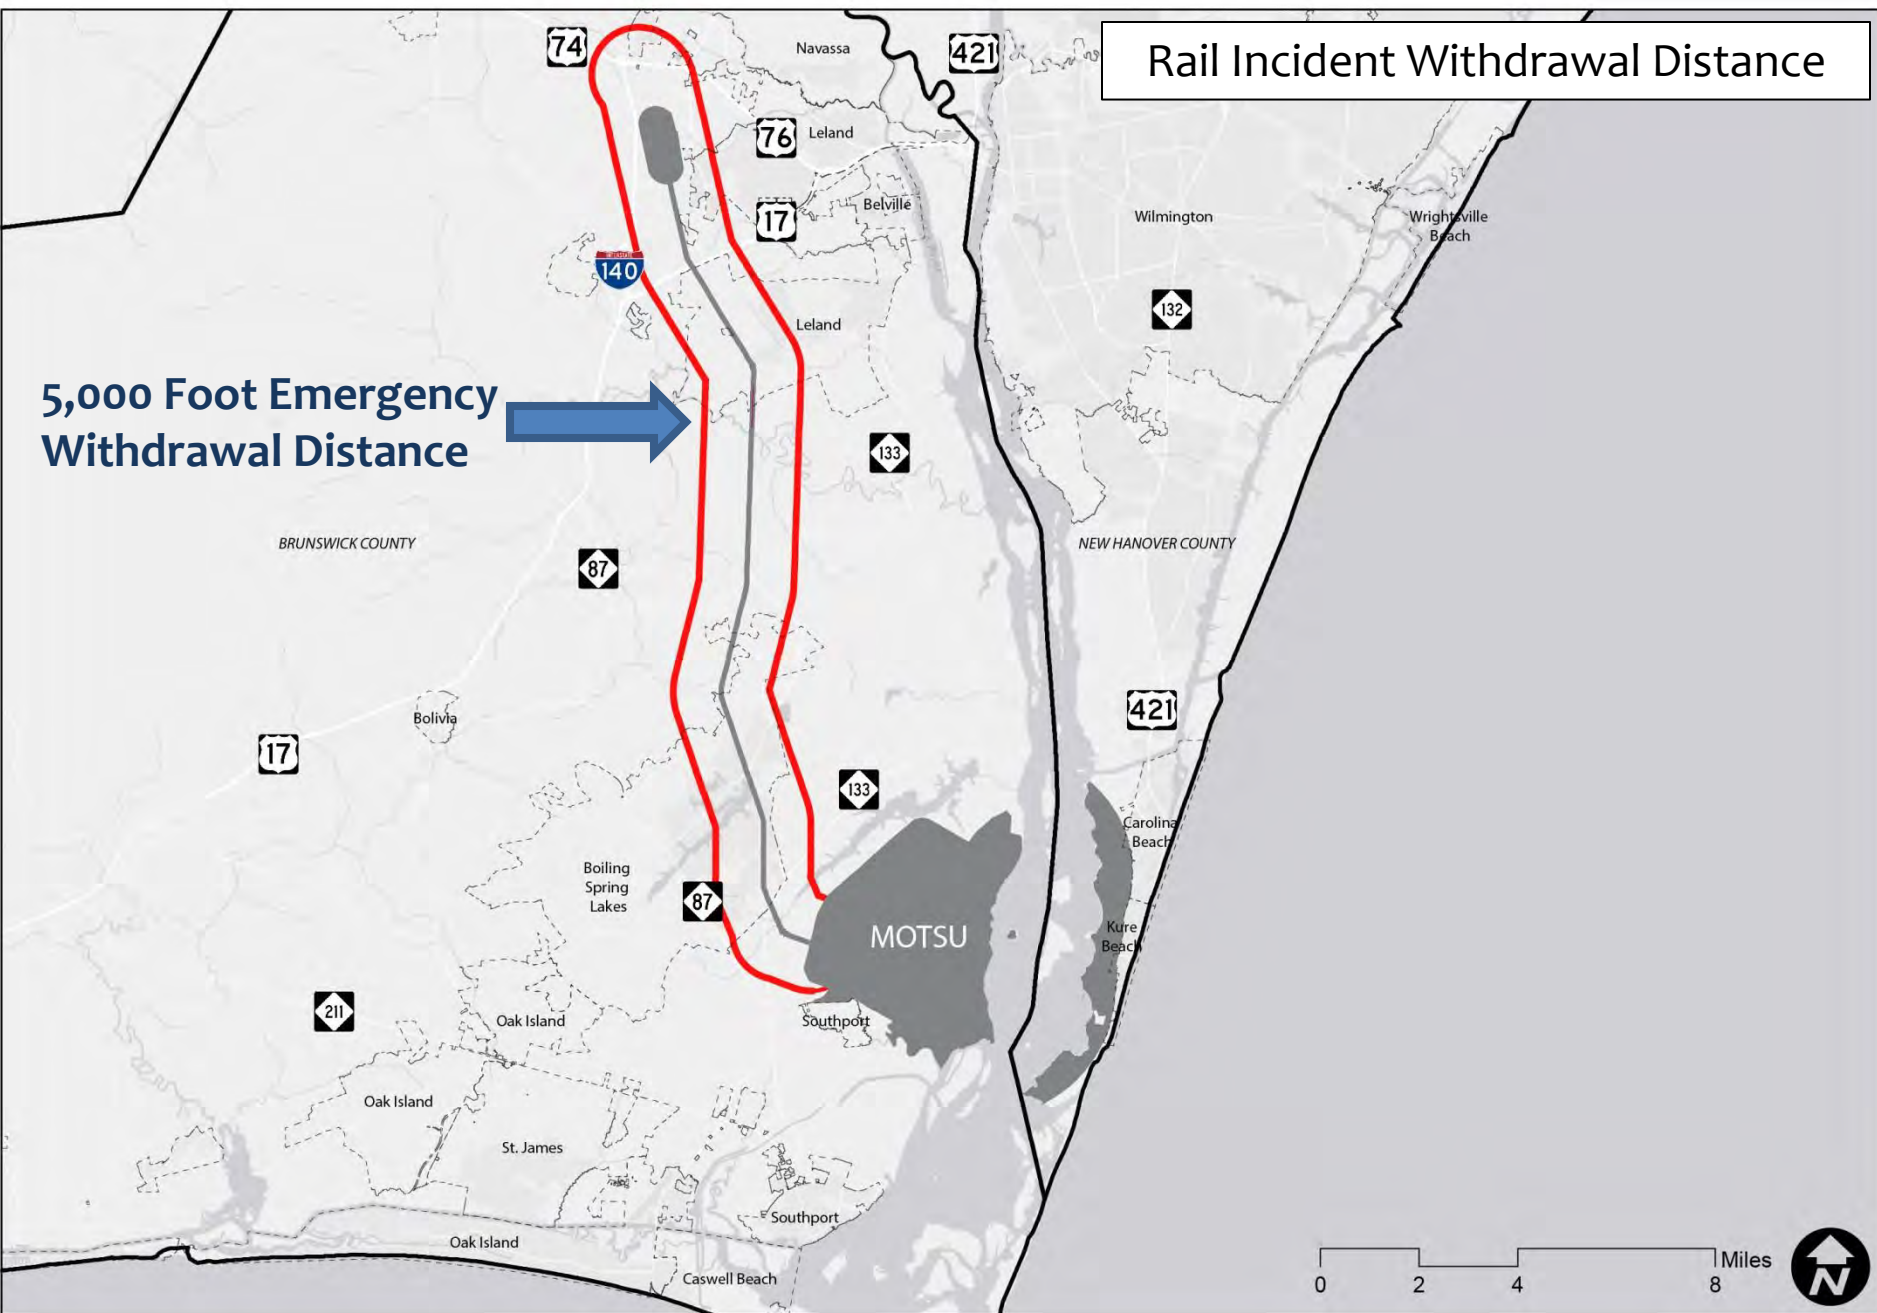 Rail Incident Withdrawal Distance
74
Navassa
421
76
Leland
17
Belville
Wilmington
Wrightsville
Beach
INTERSTATE
140
132
Leland
5,000 Foot Emergency
Withdrawal Distance
133
BRUNSWICK COUNTY
NEW HANOVER COUNTY
87
Bolivia
421
17
133
Carolina
Beach
Boiling
Spring
Lakes
87
MOTSU
Kure
Beach
211
Oak Island
Southport
Oak Island
St. James
Southport
Oak Island
Caswell Beach
Miles
0 2 4 8
N